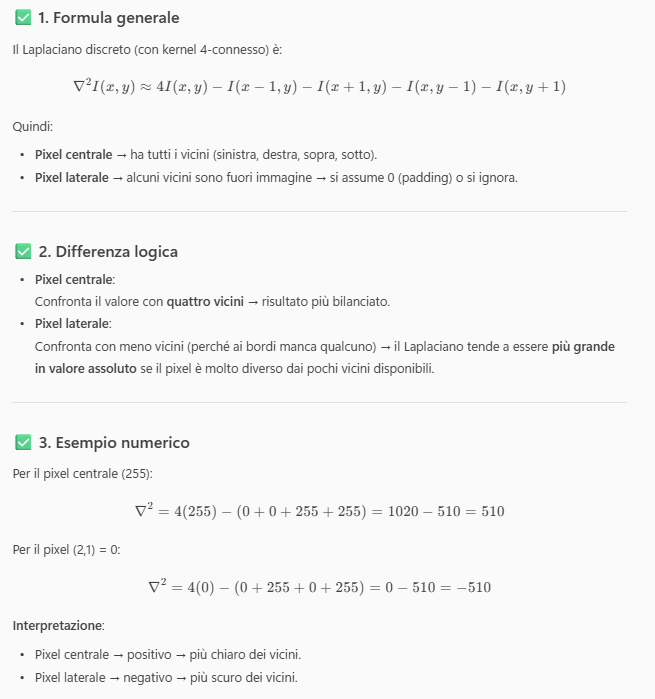 ✅ 1. Formula generale
Il Laplaciano discreto (con kernel 4-connesso) è:
∇²I(x, y) ≈ 4I(x, y) − I(x − 1, y) − I(x + 1, y) − I(x, y − 1) − I(x, y + 1)
Quindi:
• Pixel centrale → ha tutti i vicini (sinistra, destra, sopra, sotto).
• Pixel laterale → alcuni vicini sono fuori immagine → si assume 0 (padding) o si ignora.
✅ 2. Differenza logica
• Pixel centrale:
Confronta il valore con quattro vicini → risultato più bilanciato.
• Pixel laterale:
Confronta con meno vicini (perché ai bordi manca qualcuno) → il Laplaciano tende a essere più grande
in valore assoluto se il pixel è molto diverso dai pochi vicini disponibili.
✅ 3. Esempio numerico
Per il pixel centrale (255):
∇² = 4(255) − (0 + 0 + 255 + 255) = 1020 − 510 = 510
Per il pixel (2,1) = 0:
∇² = 4(0) − (0 + 255 + 0 + 255) = 0 − 510 = −510
Interpretazione:
• Pixel centrale → positivo → più chiaro dei vicini.
• Pixel laterale → negativo → più scuro dei vicini.